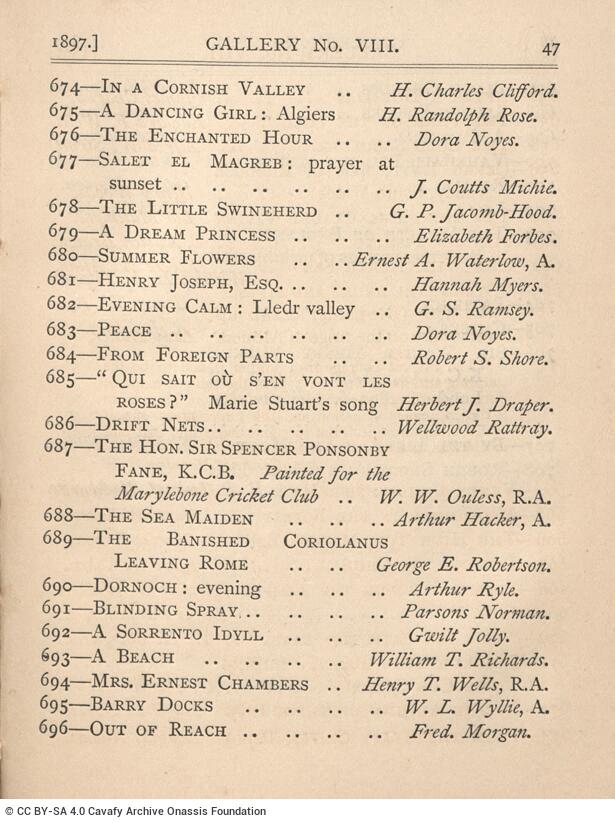 1897.] GALLERY No. VIII. 47
674—In a Cornish Valley .. H. Charles Clifford.
675—A Dancing Girl: Algiers H. Randolph Rose.
676—The Enchanted Hour .. .. Dora Noyes.
677—Salet el Magreb: prayer at
sunset .. .. .. .. .. .. J. Coutts Michie.
678—The Little Swineherd .. G. P. Jacomb-Hood.
679—A Dream Princess .. .. .. Elizabeth Forbes.
680—Summer Flowers .. .. Ernest A. Waterlow, A.
681—Henry Joseph, Esq. .. .. .. Hannah Myers.
682—Evening Calm: Lledr valley .. G. S. Ramsey.
683—Peace .. .. .. .. .. .. Dora Noyes.
684—From Foreign Parts .. .. Robert S. Shore.
685—“Qui sait où s'en vont les
roses?” Marie Stuart's song Herbert J. Draper.
686—Drift Nets.. .. .. .. .. Wellwood Rattray.
687—The Hon. Sir Spencer Ponsonby
Fane, K.C.B. Painted for the
Marylebone Cricket Club .. W. W. Ouless, R.A.
688—The Sea Maiden .. .. .. Arthur Hacker, A.
689—The Banished Coriolanus
Leaving Rome .. .. George E. Robertson.
690—Dornoch: evening .. .. .. Arthur Ryle.
691—Blinding Spray.. .. .. .. Parsons Norman.
692—A Sorrento Idyll .. .. .. Gwilt Jolly.
693—A Beach .. .. .. .. William T. Richards.
694—Mrs. Ernest Chambers .. Henry T. Wells, R.A.
695—Barry Docks .. .. .. .. W. L. Wyllie, A.
696—Out of Reach .. .. .. .. Fred. Morgan.
© CC BY-SA 4.0 Cavafy Archive Onassis Foundation